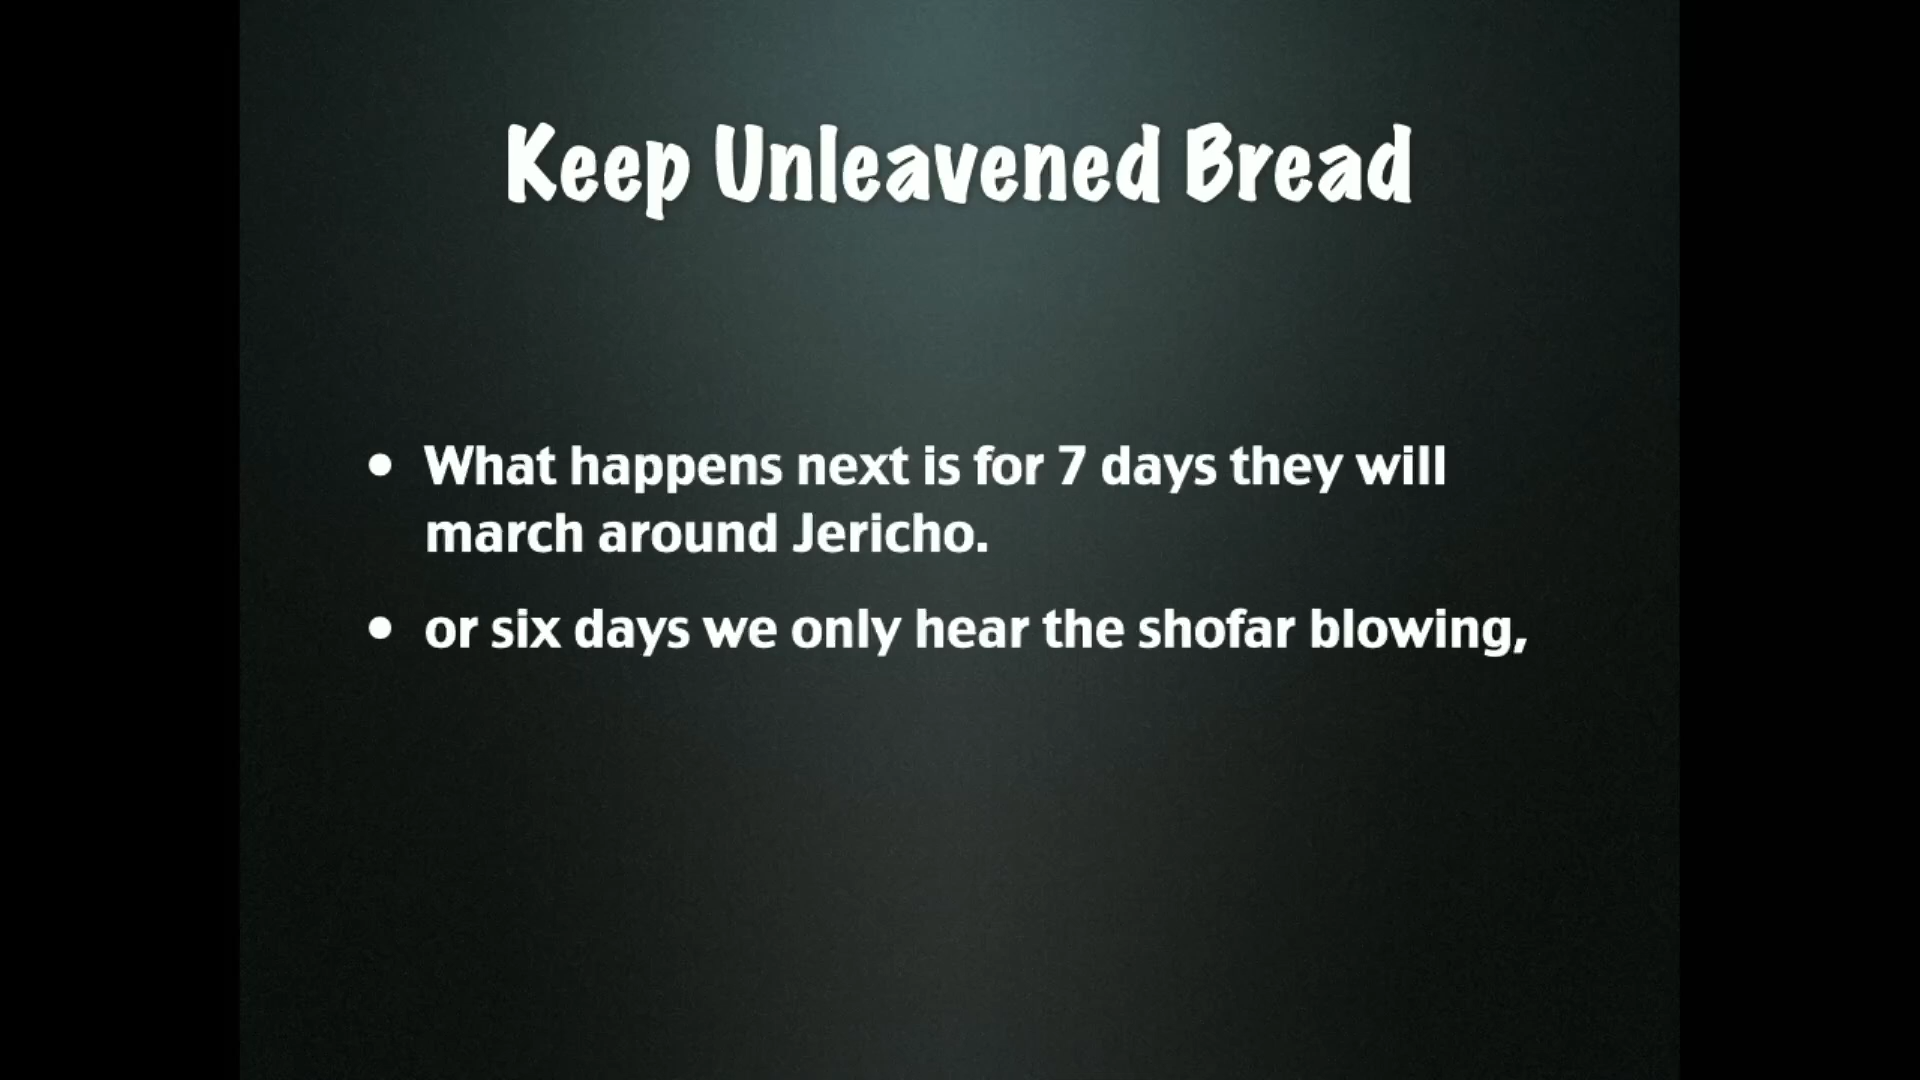 Keep Unleavened Bread
• What happens next is for 7 days they will
march around Jericho.
• or six days we only hear the shofar blowing,